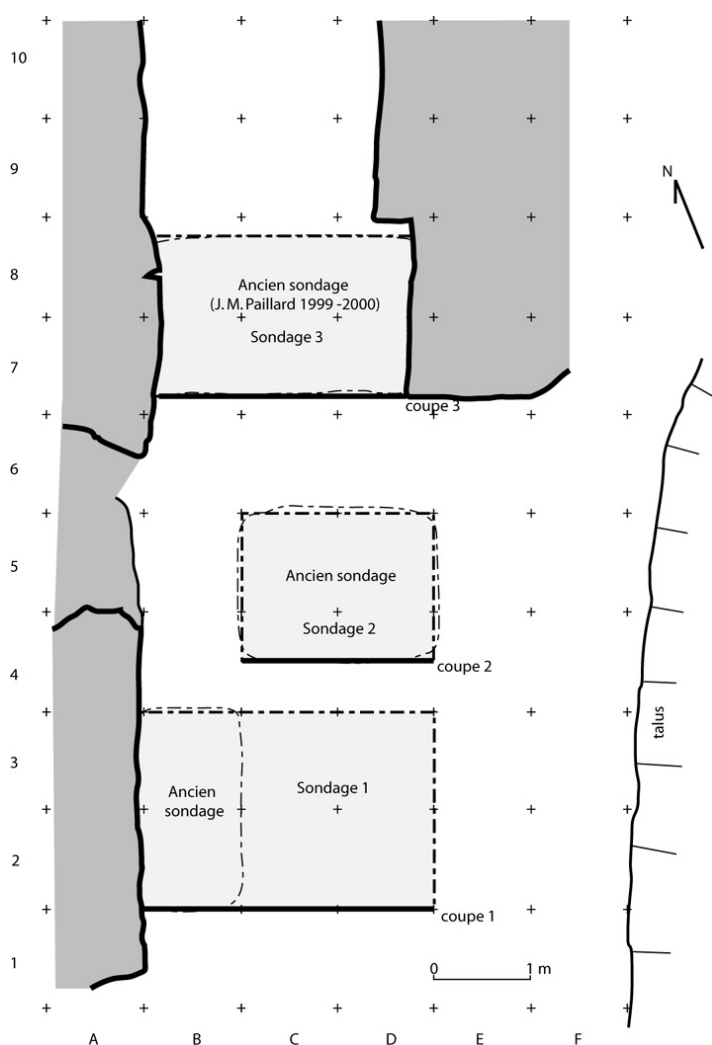 10
9
N
8
Ancien sondage
(J. M. Paillard 1999 -2000)
Sondage 3
7
coupe 3
6
5
Ancien sondage
Sondage 2
4
coupe 2
talus
3
Ancien
sondage
Sondage 1
2
coupe 1
1
0 1 m
A B C D E F